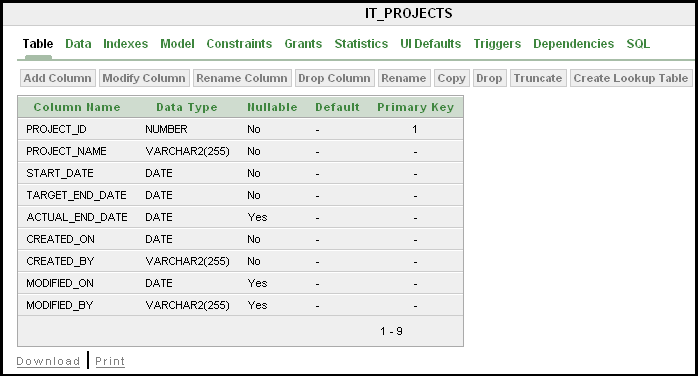 IT_PROJECTS
Table Data Indexes Model Constraints Grants Statistics UI Defaults Triggers Dependencies SQL
Add Column Modify Column Rename Column Drop Column Rename Copy Drop Truncate Create Lookup Table
Column Name Data Type Nullable Default Primary Key
PROJECT_ID NUMBER No - 1
PROJECT_NAME VARCHAR2(255) No - -
START_DATE DATE No - -
TARGET_END_DATE DATE No - -
ACTUAL_END_DATE DATE Yes - -
CREATED_ON DATE No - -
CREATED_BY VARCHAR2(255) No - -
MODIFIED_ON DATE Yes - -
MODIFIED_BY VARCHAR2(255) Yes - -
1 - 9
Download | Print